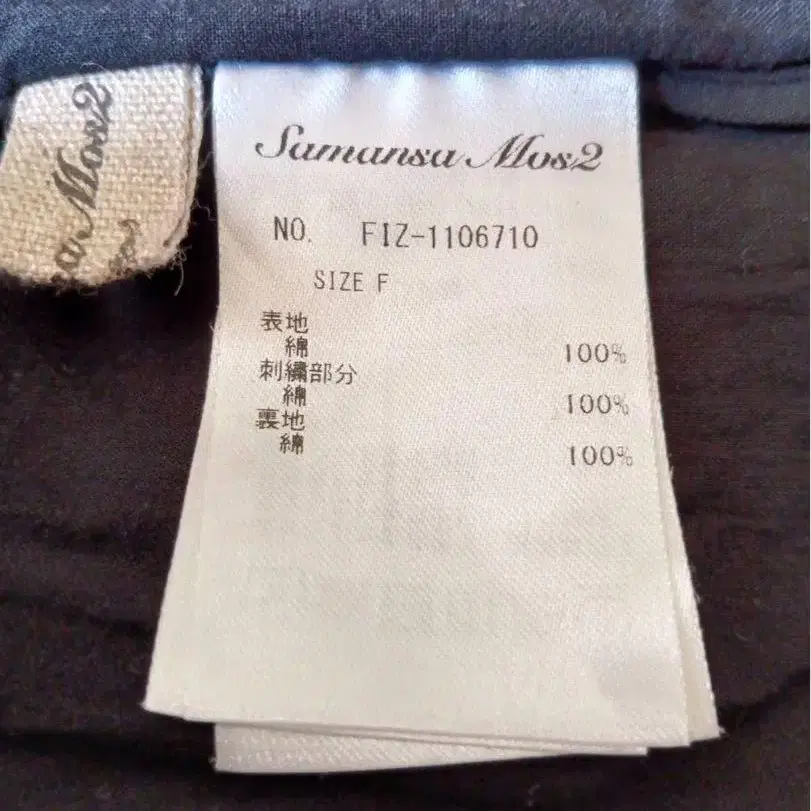 Samansa Mos2
NO. FIZ-1106710
SIZE F
表地
綿 100%
刺繍部分
綿 100%
裏地
綿 100%
Mos2